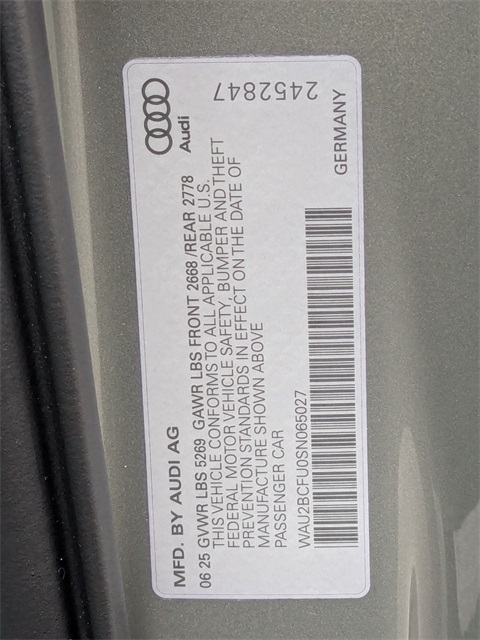 MFD. BY AUDI AG
06 25 GVWR LBS 5269 GAWR LBS FRONT 2668 /REAR 2778
THIS VEHICLE CONFORMS TO ALL APPLICABLE U.S.
FEDERAL MOTOR VEHICLE SAFETY, BUMPER AND THEFT
PREVENTION STANDARDS IN EFFECT ON THE DATE OF
MANUFACTURE SHOWN ABOVE
PASSENGER CAR
WAU2BCFU0SN065027
GERMANY
Audi
2452847